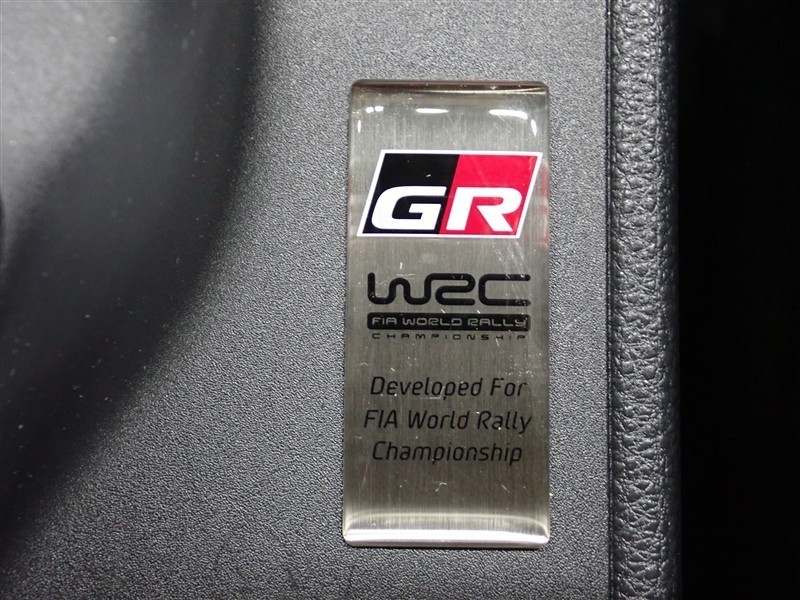 GR
WRC
FIA WORLD RALLY
CHAMPIONSHIP
Developed For
FIA World Rally
Championship